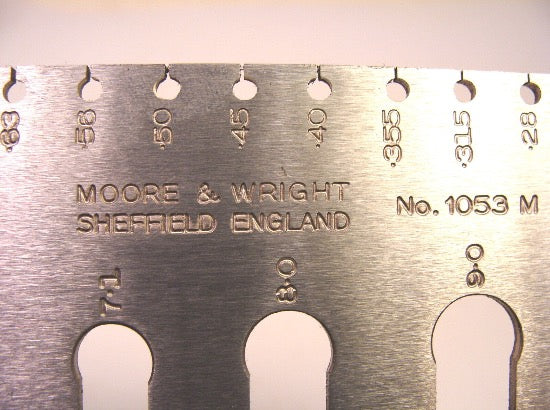 .63 .56 .50 .45 .40 .355 .315 .28
MOORE & WRIGHT
SHEFFIELD ENGLAND
No. 1053 M
7·1 8·0 9·0